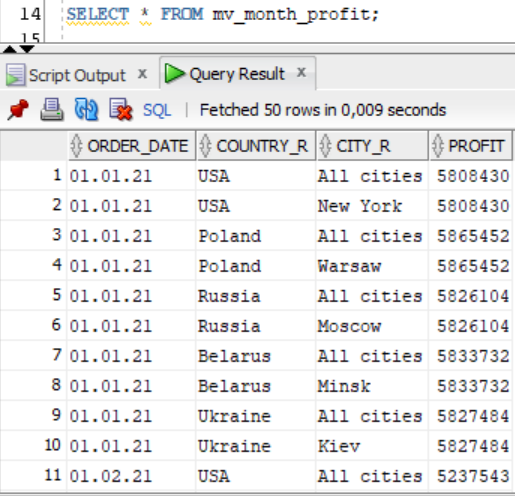 14 SELECT * FROM mv_month_profit;
15
Script Output x Query Result x
SQL | Fetched 50 rows in 0,009 seconds
ORDER_DATE COUNTRY_R CITY_R PROFIT
1 01.01.21 USA All cities 5808430
2 01.01.21 USA New York 5808430
3 01.01.21 Poland All cities 5865452
4 01.01.21 Poland Warsaw 5865452
5 01.01.21 Russia All cities 5826104
6 01.01.21 Russia Moscow 5826104
7 01.01.21 Belarus All cities 5833732
8 01.01.21 Belarus Minsk 5833732
9 01.01.21 Ukraine All cities 5827484
10 01.01.21 Ukraine Kiev 5827484
11 01.02.21 USA All cities 5237543